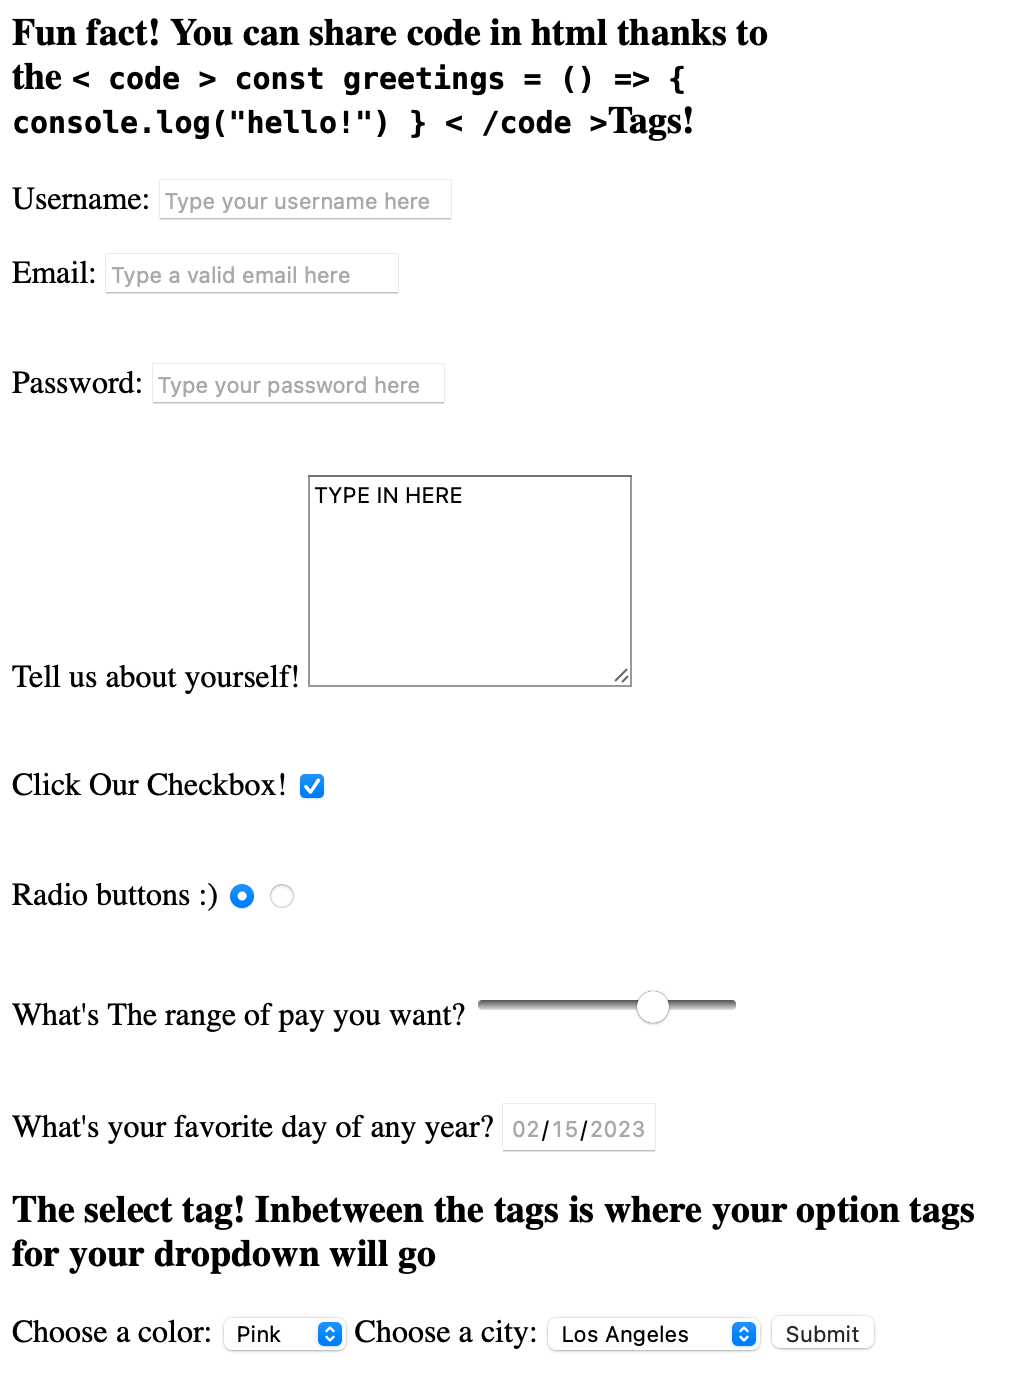 Fun fact! You can share code in html thanks to
the < code > const greetings = () => {
console.log("hello!") } < /code >Tags!
Username: Type your username here
Email: Type a valid email here
Password: Type your password here
TYPE IN HERE
Tell us about yourself!
Click Our Checkbox!
Radio buttons :)
What's The range of pay you want?
What's your favorite day of any year? 02/15/2023
The select tag! Inbetween the tags is where your option tags
for your dropdown will go
Choose a color: Pink Choose a city: Los Angeles Submit